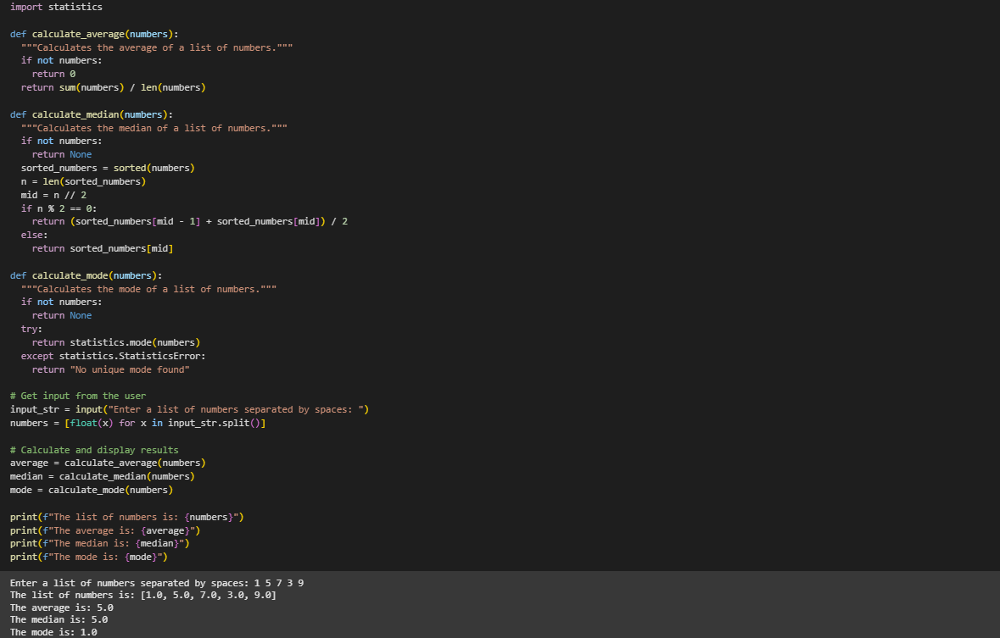 import statistics

def calculate_average(numbers):
  """Calculates the average of a list of numbers."""
  if not numbers:
    return 0
  return sum(numbers) / len(numbers)

def calculate_median(numbers):
  """Calculates the median of a list of numbers."""
  if not numbers:
    return None
  sorted_numbers = sorted(numbers)
  n = len(sorted_numbers)
  mid = n // 2
  if n % 2 == 0:
    return (sorted_numbers[mid - 1] + sorted_numbers[mid]) / 2
  else:
    return sorted_numbers[mid]

def calculate_mode(numbers):
  """Calculates the mode of a list of numbers."""
  if not numbers:
    return None
  try:
    return statistics.mode(numbers)
  except statistics.StatisticsError:
    return "No unique mode found"

# Get input from the user
input_str = input("Enter a list of numbers separated by spaces: ")
numbers = [float(x) for x in input_str.split()]

# Calculate and display results
average = calculate_average(numbers)
median = calculate_median(numbers)
mode = calculate_mode(numbers)

print(f"The list of numbers is: {numbers}")
print(f"The average is: {average}")
print(f"The median is: {median}")
print(f"The mode is: {mode}")

Enter a list of numbers separated by spaces: 1 5 7 3 9
The list of numbers is: [1.0, 5.0, 7.0, 3.0, 9.0]
The average is: 5.0
The median is: 5.0
The mode is: 1.0